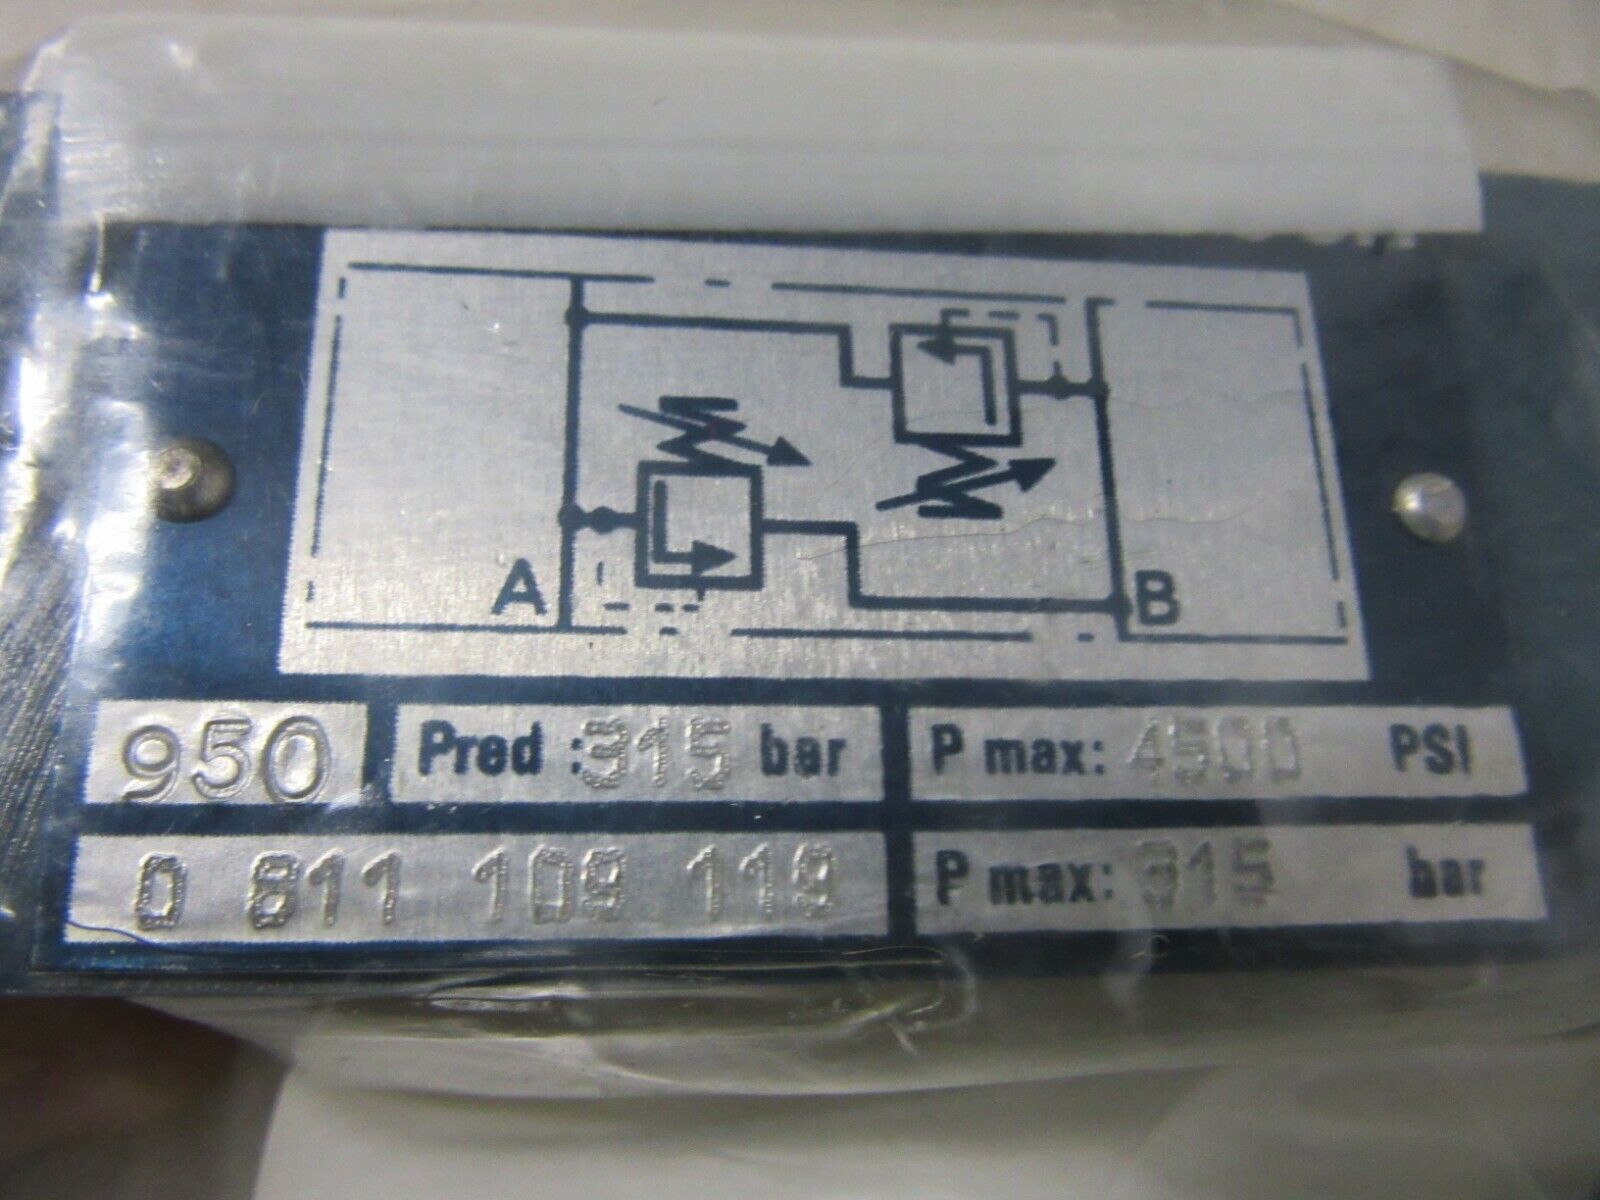 A B
950 Pred :315 bar P max: 4500 PSI
0 811 109 119 P max: 315 bar